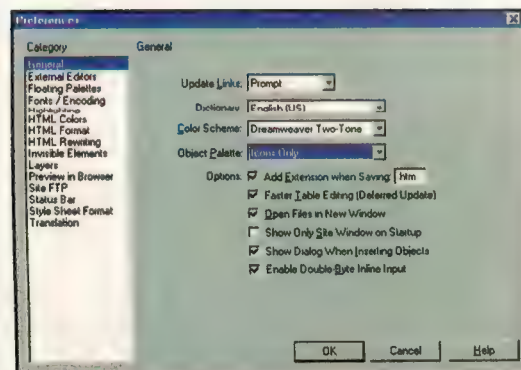 Preferences
Category
General
General
External Editors
Floating Palettes
Fonts / Encoding
Highlighting
HTML Colors
HTML Format
HTML Rewriting
Invisible Elements
Layers
Preview in Browser
Site FTP
Status Bar
Style Sheet Format
Translation
Update Links: Prompt
Dictionary: English (US)
Color Scheme: Dreamweaver Two-Tone
Object Palette: Icons Only
Options: Add Extension when Saving: .htm
Faster Table Editing (Deferred Update)
Open Files in New Window
Show Only Site Window on Startup
Show Dialog When Inserting Objects
Enable Double-Byte Inline Input
OK
Cancel
Help